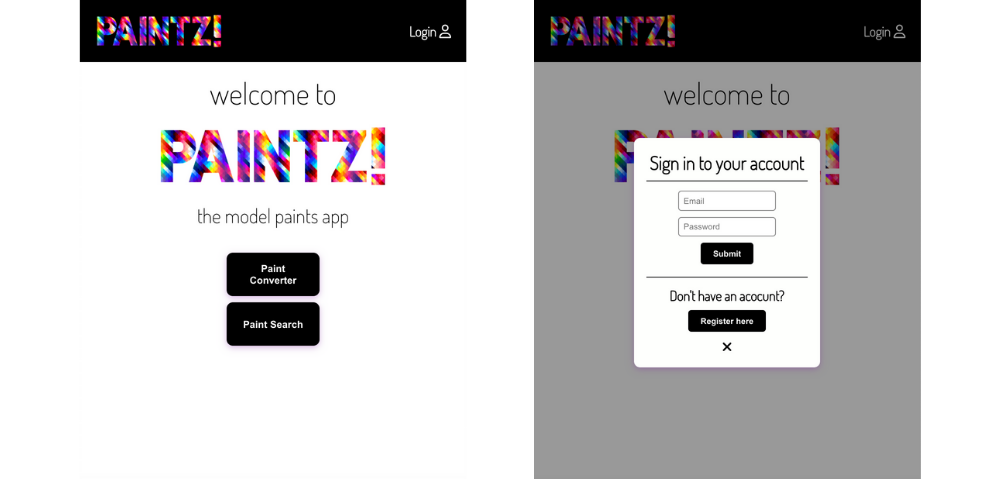 PAINTZ!
Login
welcome to
PAINTZ!
the model paints app
Paint
Converter
Paint Search
PAINTZ!
Login
welcome to
PAINTZ!
Sign in to your account
Email
Password
Submit
Don't have an acocunt?
Register here